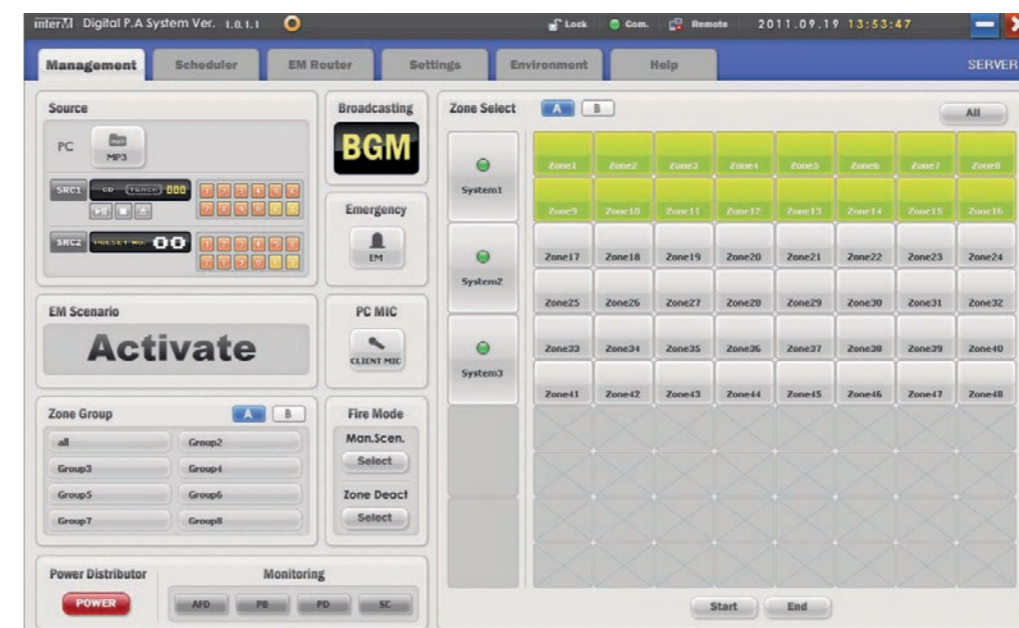 inter M Digital P.A System Ver. 1.0.1.1 Lock Com. Remote 2011.09.19 13:53:47
Management Scheduler EM Router Settings Environment Help SERVER
Source
PC MP3
SRC1 CD TRACK 000
SRC2 PRESET NO. 00
Broadcasting
BGM
Emergency
EM
EM Scenario
Activate
PC MIC
CLIENT MIC
Zone Group A B
all Group2
Group3 Group4
Group5 Group6
Group7 Group8
Fire Mode
Man.Scen.
Select
Zone Deact
Select
Power Distributor
POWER
Monitoring
AFD PB PD SC
Zone Select A B All
System1
Zone1 Zone2 Zone3 Zone4 Zone5 Zone6 Zone7 Zone8
Zone9 Zone10 Zone11 Zone12 Zone13 Zone14 Zone15 Zone16
System2
Zone17 Zone18 Zone19 Zone20 Zone21 Zone22 Zone23 Zone24
Zone25 Zone26 Zone27 Zone28 Zone29 Zone30 Zone31 Zone32
System3
Zone33 Zone34 Zone35 Zone36 Zone37 Zone38 Zone39 Zone40
Zone41 Zone42 Zone43 Zone44 Zone45 Zone46 Zone47 Zone48
Start End